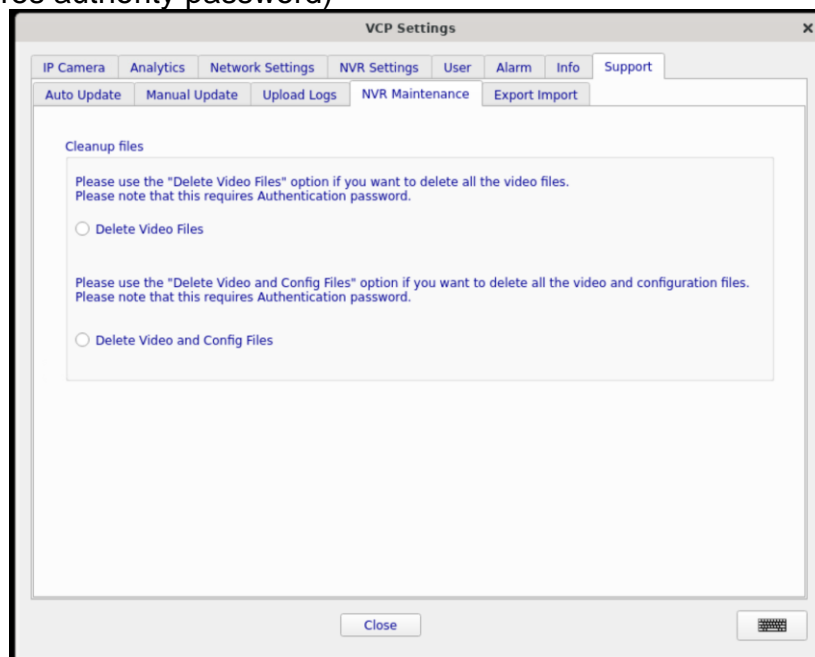 authority password)
VCP Settings
IP Camera Analytics Network Settings NVR Settings User Alarm Info Support
Auto Update Manual Update Upload Logs NVR Maintenance Export Import
Cleanup files
Please use the "Delete Video Files" option if you want to delete all the video files.
Please note that this requires Authentication password.
Delete Video Files
Please use the "Delete Video and Config Files" option if you want to delete all the video and configuration files.
Please note that this requires Authentication password.
Delete Video and Config Files
Close